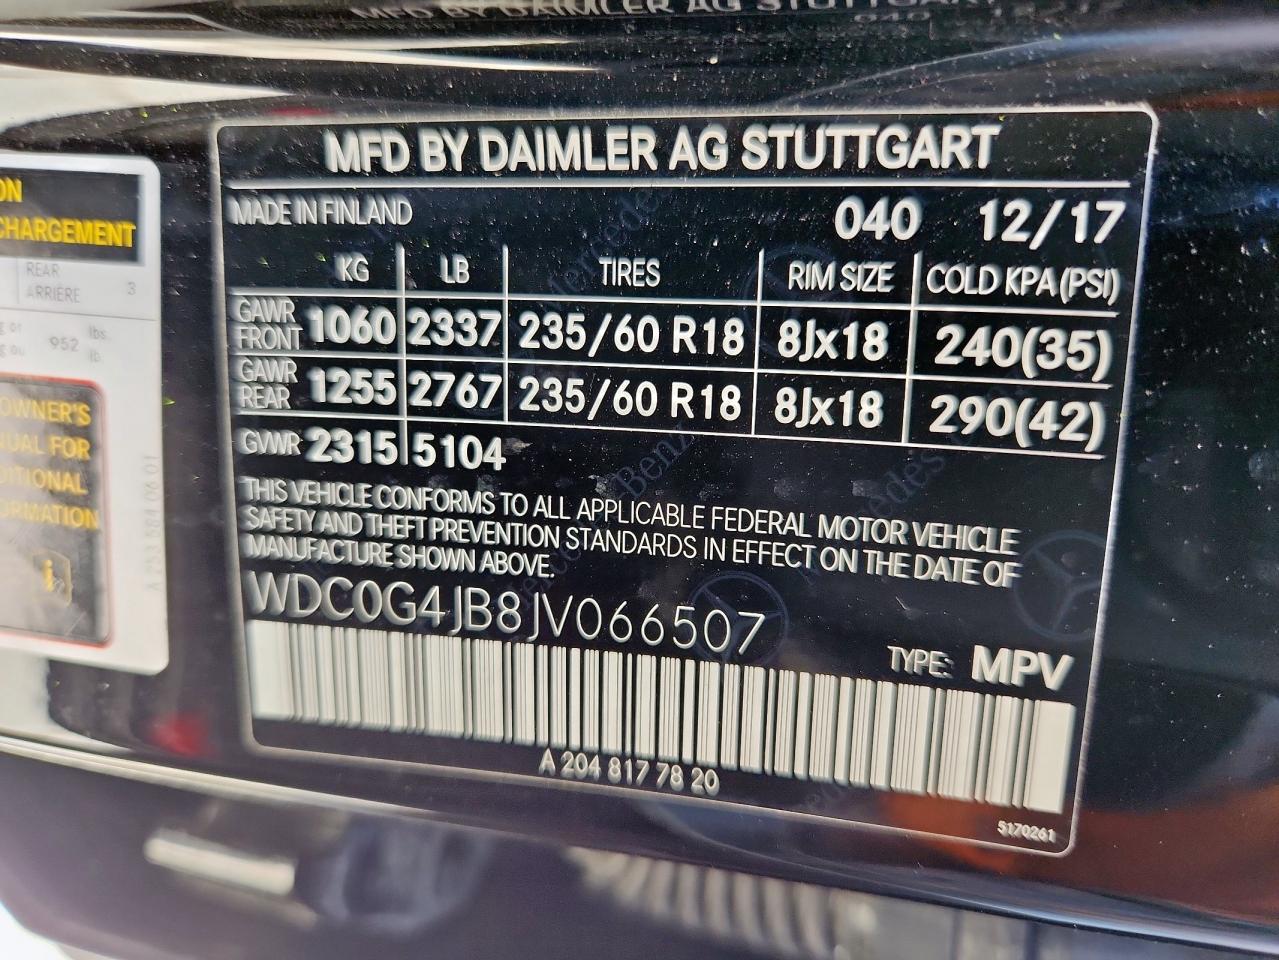 MFD BY DAIMLER AG STUTTGART
MADE IN FINLAND 040 12/17
KG LB TIRES RIM SIZE COLD KPA (PSI)
GAWR FRONT 1060 2337 235/60 R18 8Jx18 240(35)
GAWR REAR 1255 2767 235/60 R18 8Jx18 290(42)
GVWR 2315 5104
THIS VEHICLE CONFORMS TO ALL APPLICABLE FEDERAL MOTOR VEHICLE
SAFETY AND THEFT PREVENTION STANDARDS IN EFFECT ON THE DATE OF
MANUFACTURE SHOWN ABOVE.
WDC0G4JB8JV066507
TYPE: MPV
A 204 817 78 20
5170261
ON
CHARGEMENT
REAR
ARRIÈRE 3
952 lbs.
lb.
OWNER'S
NUAL FOR
DITIONAL
ORMATION